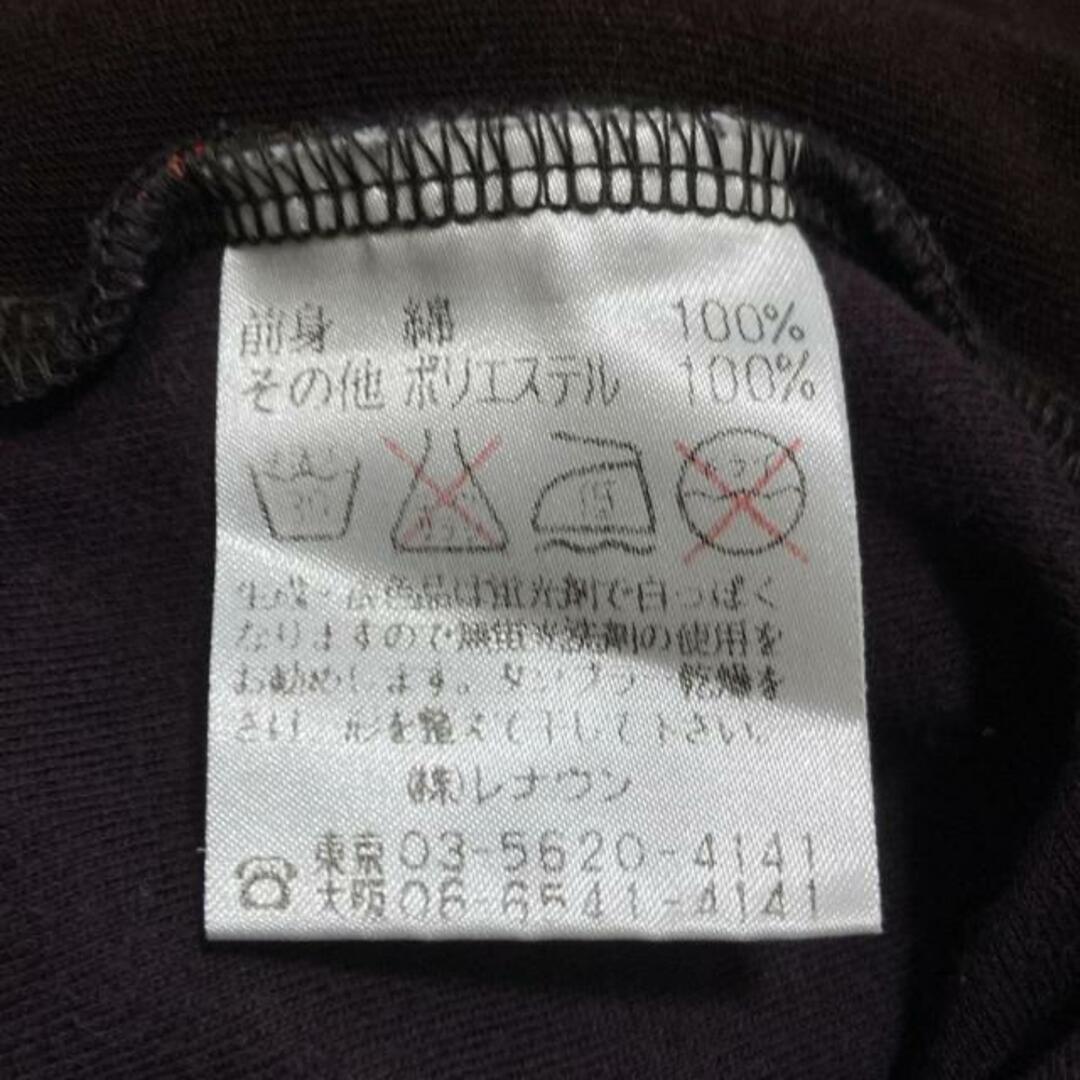 前身 綿 100%
その他 ポリエステル 100%
中
生成・淡色品は蛍光剤で白っぽく
なりますので無蛍光洗剤の使用を
お勧めします。タンブラー乾燥を
さけ 形を整えて干して下さい。
㈱レナウン
☎ 東京 03-5620-4141
大阪 06-6541-4141